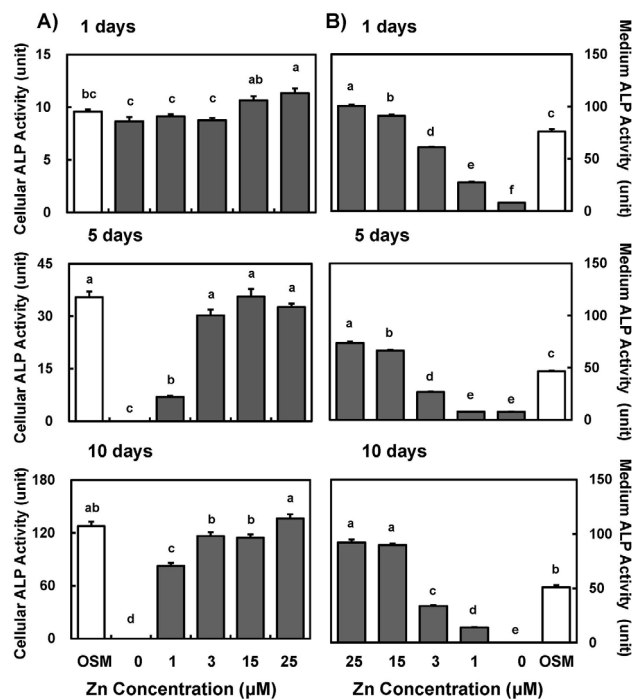 A)
1 days
B)
1 days
Cellular ALP Activity (unit)
15
10
5
0
bc
c
c
c
ab
a
a
b
d
e
f
c
150
100
50
0
Medium ALP Activity (unit)
5 days
5 days
Cellular ALP Activity (unit)
45
30
15
0
a
c
b
a
a
a
a
b
d
e
e
c
150
100
50
0
Medium ALP Activity (unit)
10 days
10 days
Cellular ALP Activity (unit)
180
120
60
0
ab
d
c
b
b
a
a
a
c
d
e
b
150
100
50
0
Medium ALP Activity (unit)
OSM 0 1 3 15 25
25 15 3 1 0 OSM
Zn Concentration (μM)
Zn Concentration (μM)